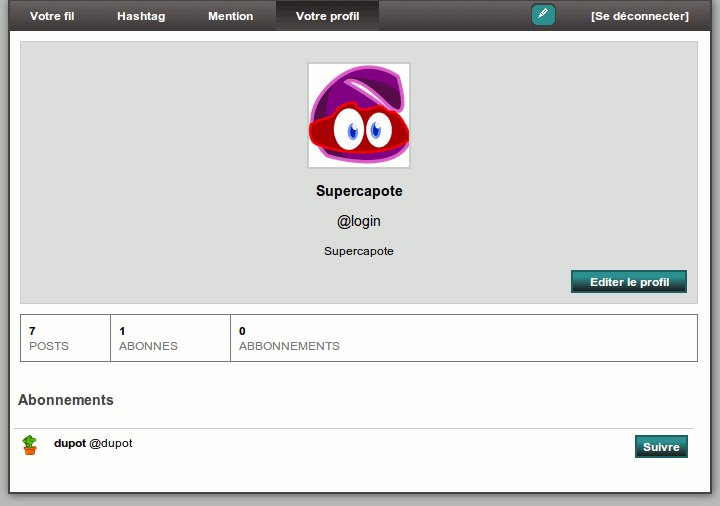 Votre fil Hashtag Mention Votre profil [Se déconnecter]
Supercapote
@login
Supercapote
Editer le profil
7 1 0
POSTS ABONNES ABBONNEMENTS
Abonnements
dupot @dupot Suivre